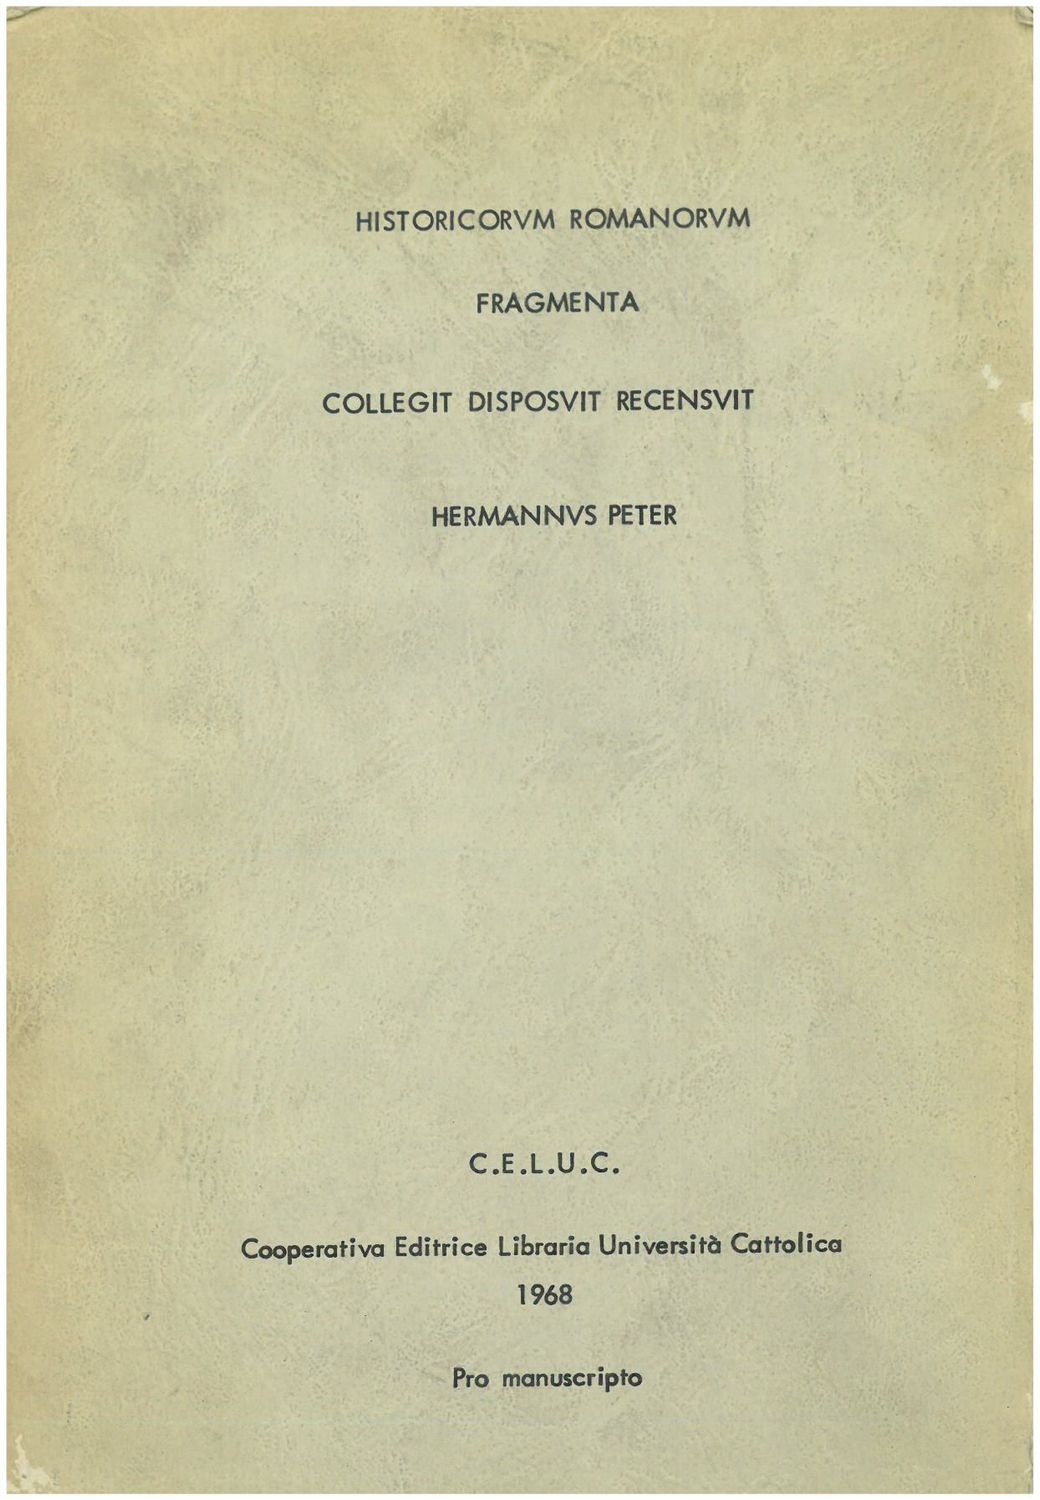 HISTORICORVM ROMANORVM
FRAGMENTA
COLLEGIT DISPOSVIT RECENSVIT
HERMANNVS PETER
C.E.L.U.C.
Cooperativa Editrice Libraria Università Cattolica
1968
Pro manuscripto